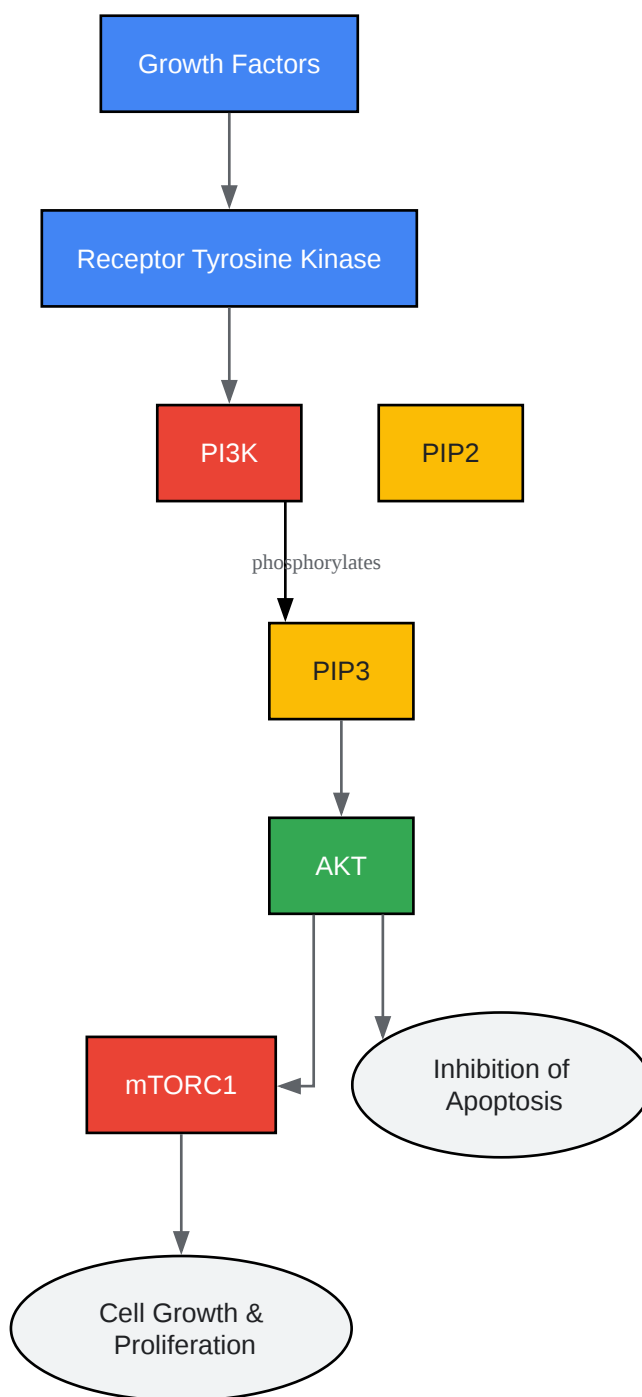 Growth Factors
Receptor Tyrosine Kinase
PI3K
PIP2
phosphorylates
PIP3
AKT
mTORC1
Inhibition of
Apoptosis
Cell Growth &
Proliferation